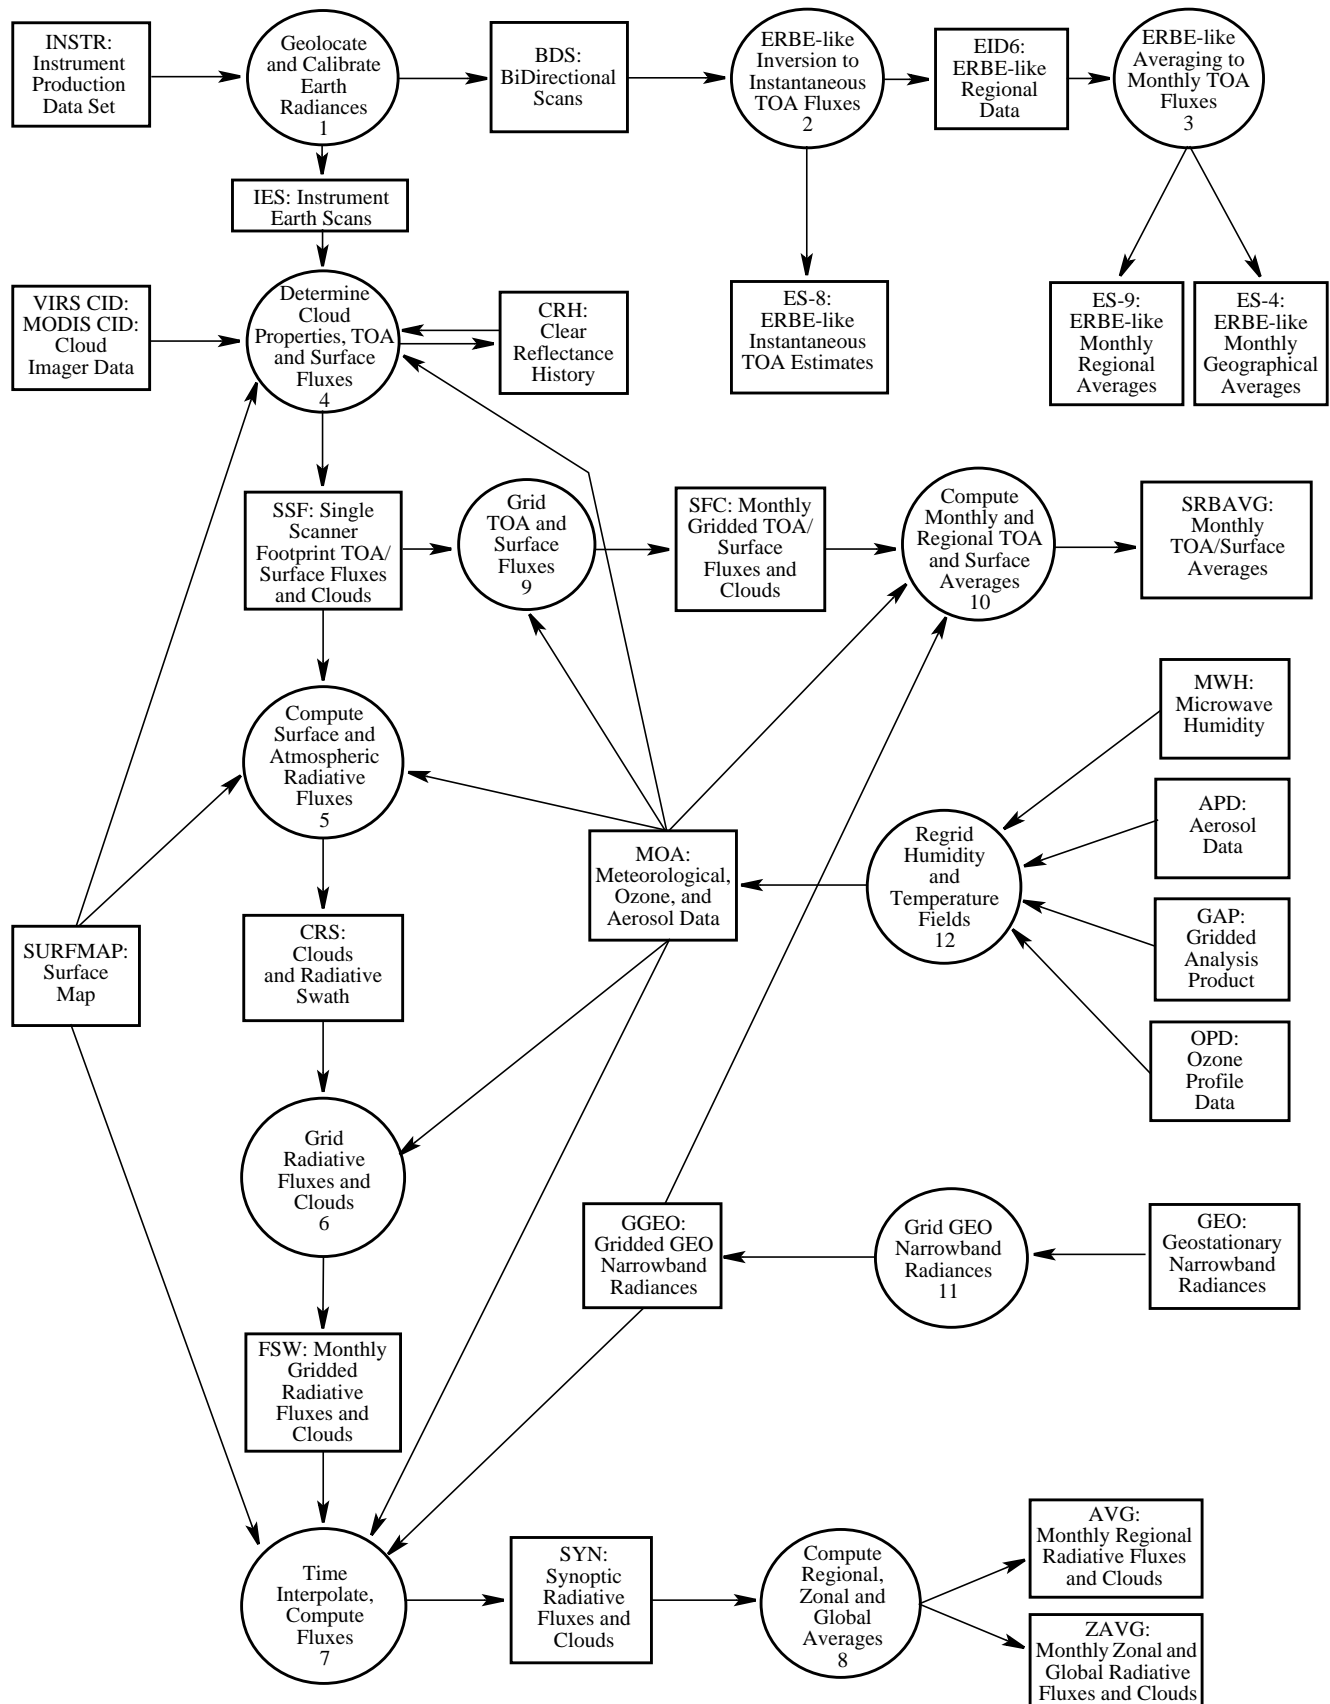 INSTR:
Instrument
Production
Data Set
Geolocate
and Calibrate
Earth
Radiances
1
BDS:
BiDirectional
Scans
ERBE-like
Inversion to
Instantaneous
TOA Fluxes
2
EID6:
ERBE-like
Regional
Data
ERBE-like
Averaging to
Monthly TOA
Fluxes
3
IES: Instrument
Earth Scans
VIRS CID:
MODIS CID:
Cloud
Imager Data
Determine
Cloud
Properties, TOA
and Surface
Fluxes
4
CRH:
Clear
Reflectance
History
ES-8:
ERBE-like
Instantaneous
TOA Estimates
ES-9:
ERBE-like
Monthly
Regional
Averages
ES-4:
ERBE-like
Monthly
Geographical
Averages
SSF: Single
Scanner
Footprint TOA/
Surface Fluxes
and Clouds
Grid
TOA and
Surface
Fluxes
9
SFC: Monthly
Gridded TOA/
Surface
Fluxes and
Clouds
Compute
Monthly and
Regional TOA
and Surface
Averages
10
SRBAVG:
Monthly
TOA/Surface
Averages
Compute
Surface and
Atmospheric
Radiative
Fluxes
5
MWH:
Microwave
Humidity
APD:
Aerosol
Data
MOA:
Meteorological,
Ozone, and
Aerosol Data
Regrid
Humidity
and
Temperature
Fields
12
GAP:
Gridded
Analysis
Product
SURFMAP:
Surface
Map
CRS:
Clouds
and Radiative
Swath
OPD:
Ozone
Profile
Data
Grid
Radiative
Fluxes and
Clouds
6
GGEO:
Gridded GEO
Narrowband
Radiances
Grid GEO
Narrowband
Radiances
11
GEO:
Geostationary
Narrowband
Radiances
FSW: Monthly
Gridded
Radiative
Fluxes and
Clouds
Time
Interpolate,
Compute
Fluxes
7
SYN:
Synoptic
Radiative
Fluxes and
Clouds
Compute
Regional,
Zonal and
Global
Averages
8
AVG:
Monthly Regional
Radiative Fluxes
and Clouds
ZAVG:
Monthly Zonal and
Global Radiative
Fluxes and Clouds